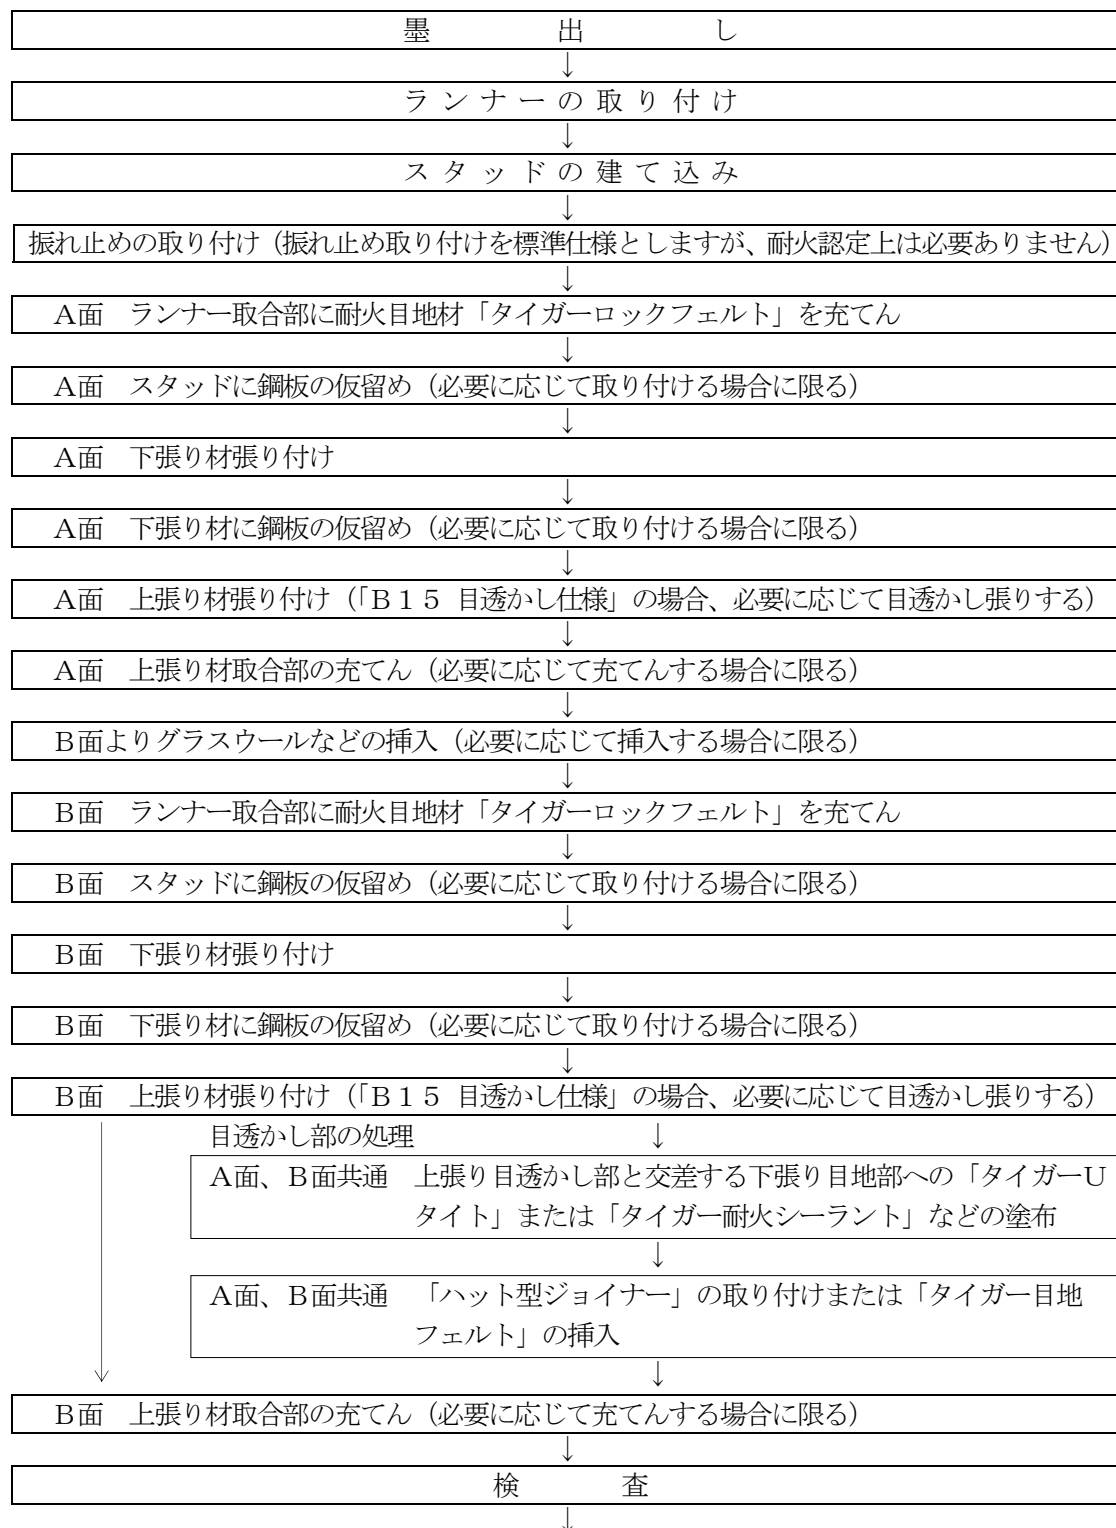 墨出し
↓
ランナーの取り付け
↓
スタッドの建て込み
↓
振れ止めの取り付け（振れ止め取り付けを標準仕様としますが、耐火認定上は必要ありません）
↓
Ａ面　ランナー取合部に耐火目地材「タイガーロックフェルト」を充てん
↓
Ａ面　スタッドに鋼板の仮留め（必要に応じて取り付ける場合に限る）
↓
Ａ面　下張り材張り付け
↓
Ａ面　下張り材に鋼板の仮留め（必要に応じて取り付ける場合に限る）
↓
Ａ面　上張り材張り付け（「Ｂ１５ 目透かし仕様」の場合、必要に応じて目透かし張りする）
↓
Ａ面　上張り材取合部の充てん（必要に応じて充てんする場合に限る）
↓
Ｂ面よりグラスウールなどの挿入（必要に応じて挿入する場合に限る）
↓
Ｂ面　ランナー取合部に耐火目地材「タイガーロックフェルト」を充てん
↓
Ｂ面　スタッドに鋼板の仮留め（必要に応じて取り付ける場合に限る）
↓
Ｂ面　下張り材張り付け
↓
Ｂ面　下張り材に鋼板の仮留め（必要に応じて取り付ける場合に限る）
↓
Ｂ面　上張り材張り付け（「Ｂ１５ 目透かし仕様」の場合、必要に応じて目透かし張りする）
目透かし部の処理　↓
Ａ面、Ｂ面共通　上張り目透かし部と交差する下張り目地部への「タイガーＵ
タイト」または「タイガー耐火シーラント」などの塗布
↓
Ａ面、Ｂ面共通　「ハット型ジョイナー」の取り付けまたは「タイガー目地
フェルト」の挿入
↓
Ｂ面　上張り材取合部の充てん（必要に応じて充てんする場合に限る）
↓
検査
↓